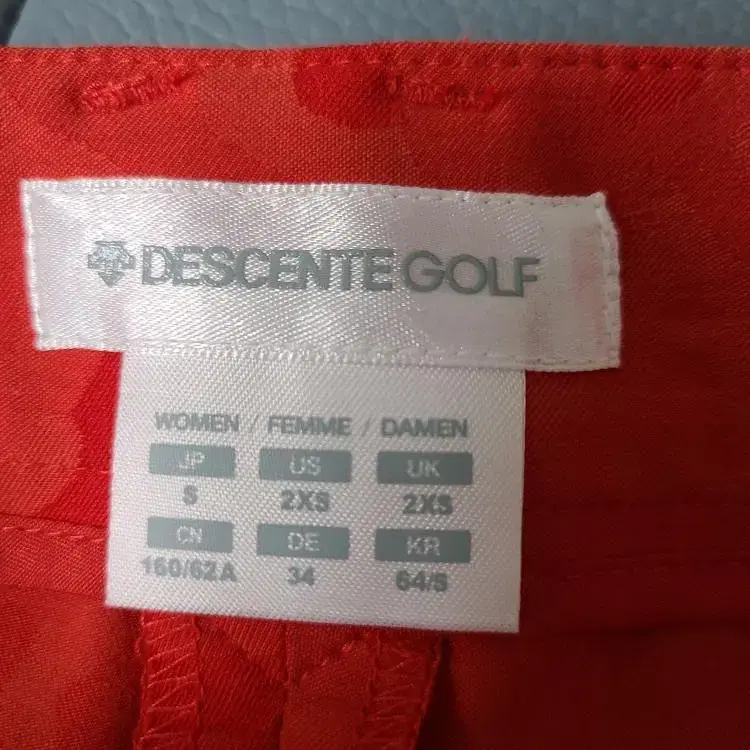 DESCENTE GOLF
WOMEN / FEMME / DAMEN
JP US UK
S 2XS 2XS
CN DE KR
160/62A 34 64/S